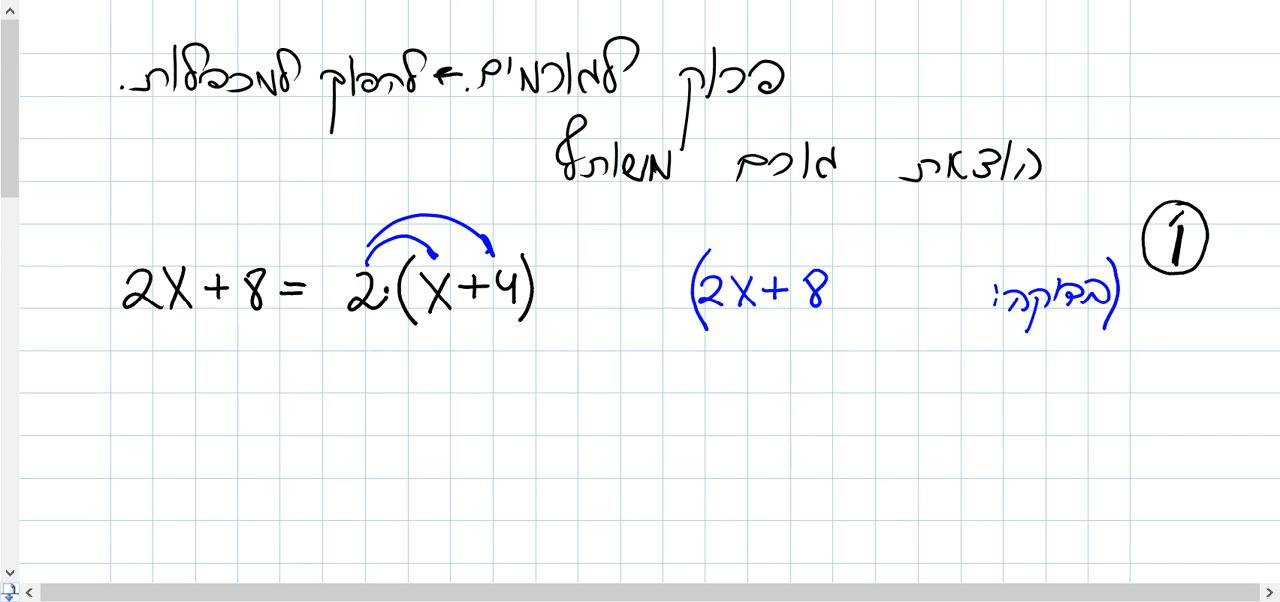 פרוק לגורמים. ← להפוך למכפלות.
הוצאת גורם משותף
①
2x+8= 2·(x+4) (בדיקה: 2x+8)